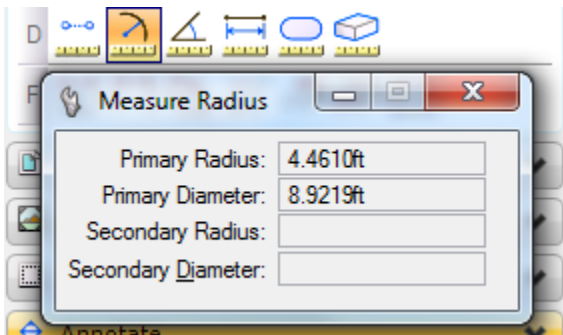 D
F
Measure Radius
Primary Radius: 4.4610ft
Primary Diameter: 8.9219ft
Secondary Radius:
Secondary Diameter:
Annotate